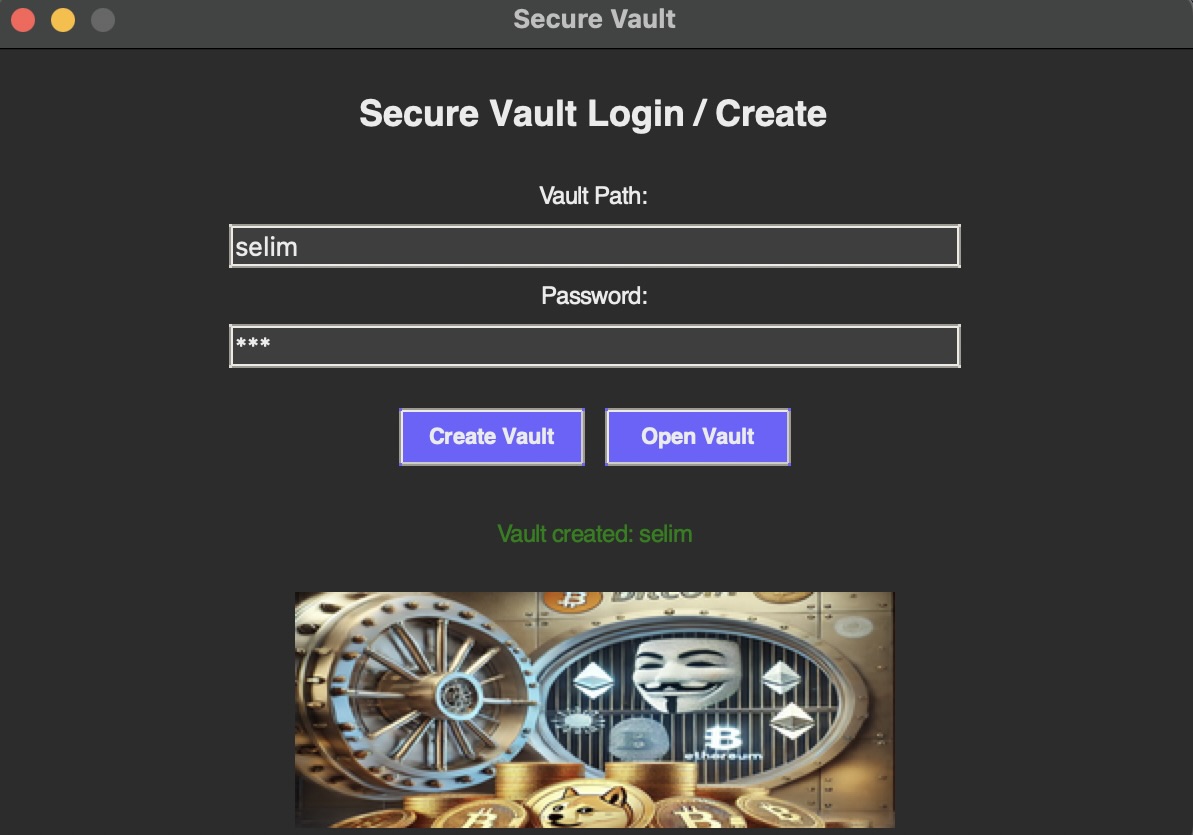 Secure Vault
Secure Vault Login / Create
Vault Path:
selim
Password:
***
Create Vault Open Vault
Vault created: selim
BITCOIN
ethereum